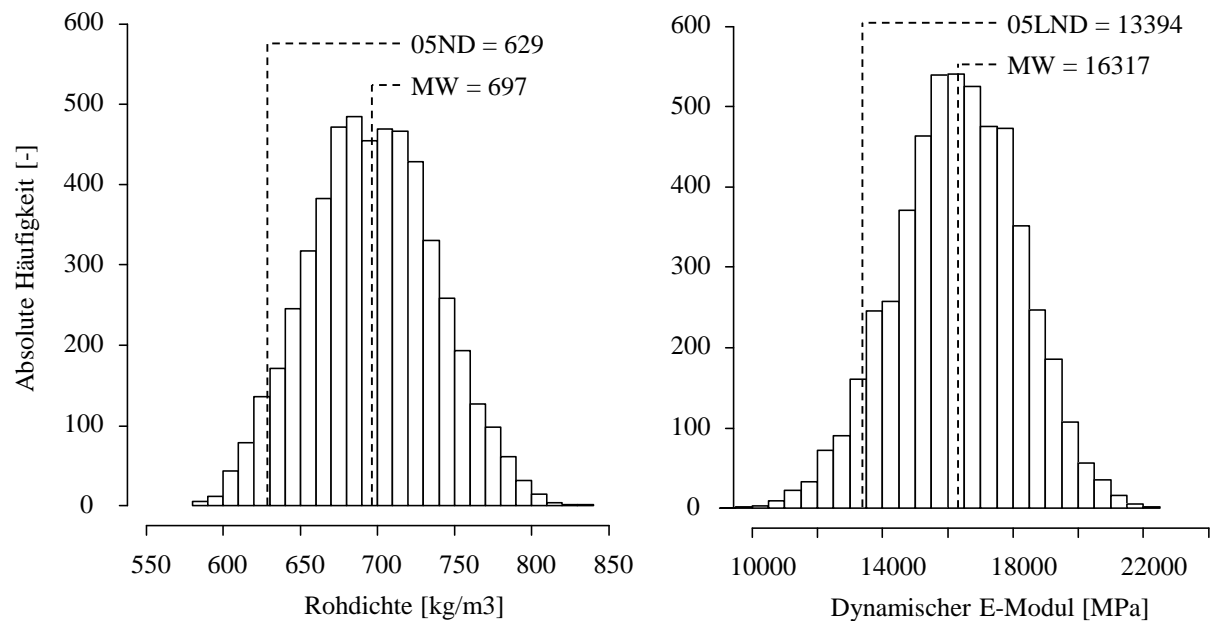 600
500
400
300
200
100
0
Absolute Häufigkeit [-]
05ND = 629
MW = 697
550 600 650 700 750 800 850
Rohdichte [kg/m3]
600
500
400
300
200
100
0
05LND = 13394
MW = 16317
10000 14000 18000 22000
Dynamischer E-Modul [MPa]